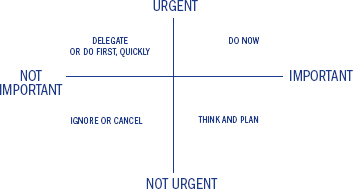 URGENT
DELEGATE
OR DO FIRST, QUICKLY
DO NOW
NOT
IMPORTANT
IMPORTANT
IGNORE OR CANCEL
THINK AND PLAN
NOT URGENT